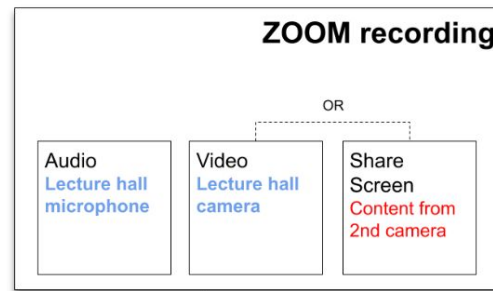 ZOOM recording
OR
Audio
Lecture hall
microphone
Video
Lecture hall
camera
Share
Screen
Content from
2nd camera